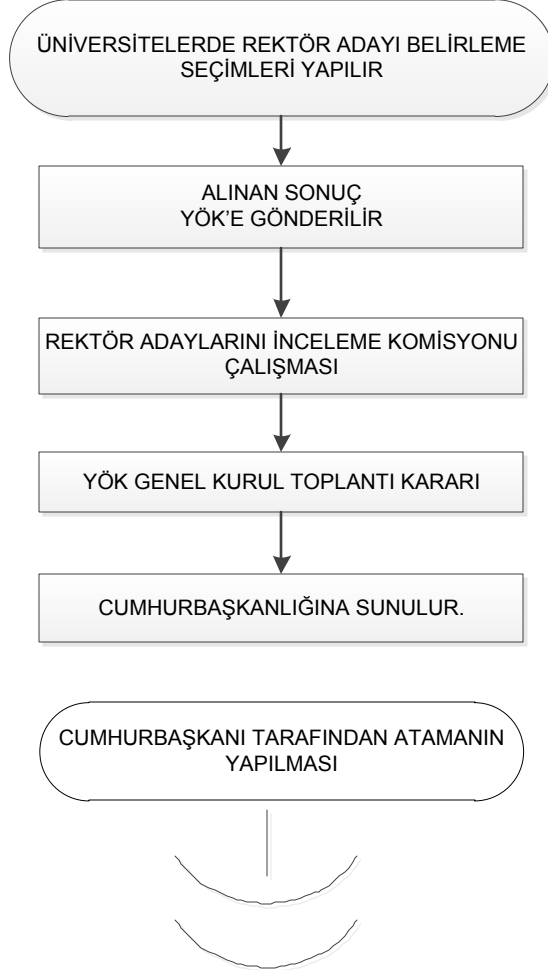 ÜNİVERSİTELERDE REKTÖR ADAYI BELİRLEME
SEÇİMLERİ YAPILIR
ALINAN SONUÇ
YÖK’E GÖNDERİLİR
REKTÖR ADAYLARINI İNCELEME KOMİSYONU
ÇALIŞMASI
YÖK GENEL KURUL TOPLANTI KARARI
CUMHURBAŞKANLIĞINA SUNULUR.
CUMHURBAŞKANI TARAFINDAN ATAMANIN
YAPILMASI